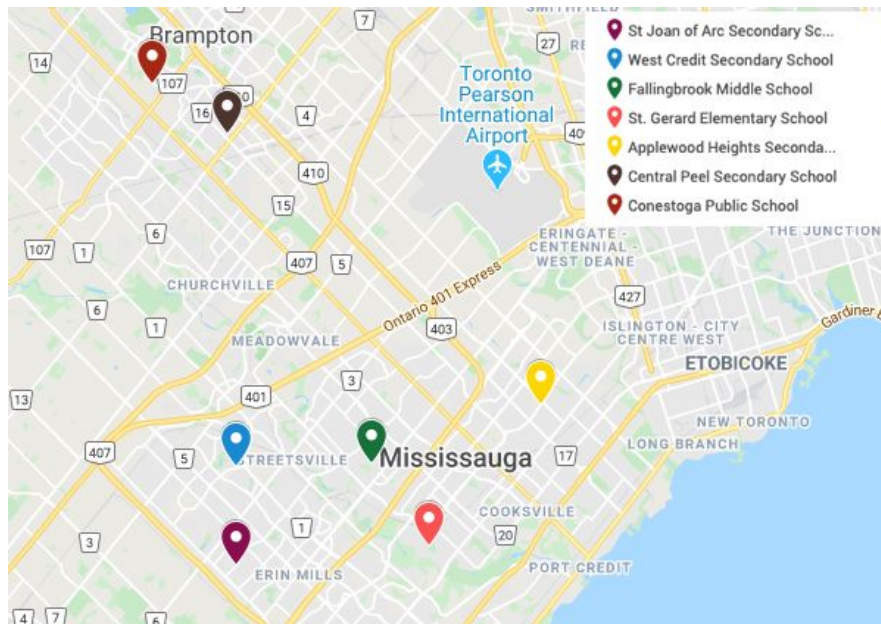 SMITHFIELD
Brampton
7
14
27
RE
107
Toronto
Pearson
International
Airport
16
4
409
410
15
St Joan of Arc Secondary Sc...
West Credit Secondary School
Fallingbrook Middle School
St. Gerard Elementary School
Applewood Heights Seconda...
Central Peel Secondary School
Conestoga Public School
THE JUNCTION
ERINGATE -
CENTENNIAL -
WEST DEANE
6
107
1
407
5
CHURCHVILLE
Ontario 401 Express
427
6
1
403
ISLINGTON - CITY
CENTRE WEST
Gardiner E
MEADOWVALE
ETOBICOKE
3
401
13
NEW TORONTO
LONG BRANCH
407
5
STREETSVILLE
Mississauga
17
COOKSVILLE
1
20
3
PORT CREDIT
ERIN MILLS
4
7
6